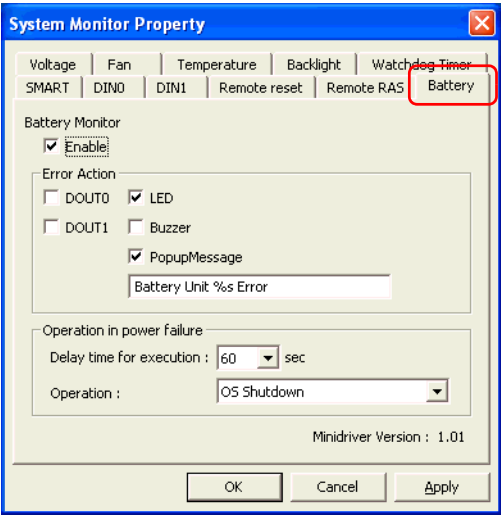 System Monitor Property
Voltage Fan Temperature Backlight Watchdog Timer
SMART DIN0 DIN1 Remote reset Remote RAS Battery
Battery Monitor
Enable
Error Action
DOUT0 LED
DOUT1 Buzzer
PopupMessage
Battery Unit %s Error
Operation in power failure
Delay time for execution : 60 sec
Operation : OS Shutdown
Minidriver Version : 1.01
OK Cancel Apply